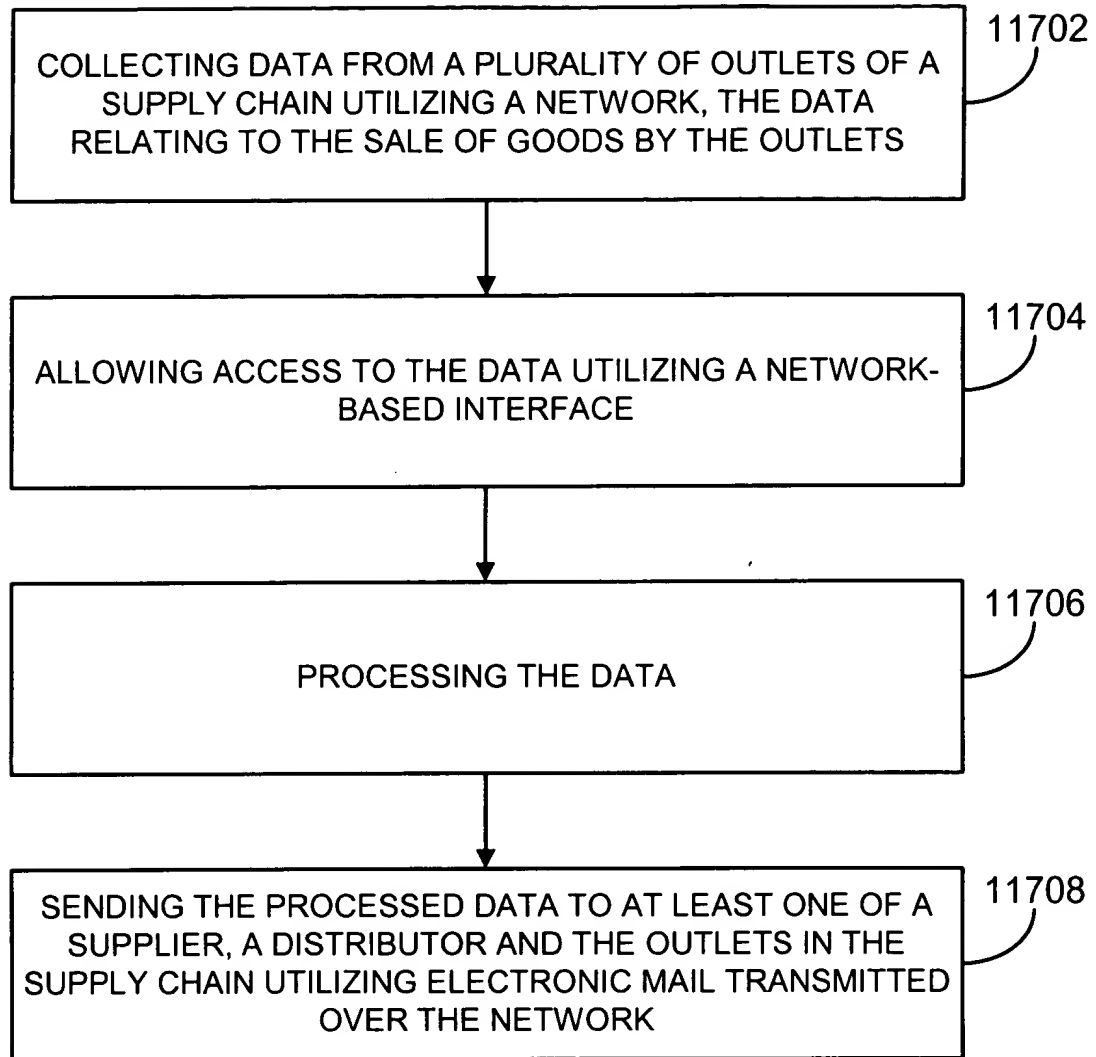 11702
COLLECTING DATA FROM A PLURALITY OF OUTLETS OF A
SUPPLY CHAIN UTILIZING A NETWORK, THE DATA
RELATING TO THE SALE OF GOODS BY THE OUTLETS
11704
ALLOWING ACCESS TO THE DATA UTILIZING A NETWORK-
BASED INTERFACE
11706
PROCESSING THE DATA
11708
SENDING THE PROCESSED DATA TO AT LEAST ONE OF A
SUPPLIER, A DISTRIBUTOR AND THE OUTLETS IN THE
SUPPLY CHAIN UTILIZING ELECTRONIC MAIL TRANSMITTED
OVER THE NETWORK